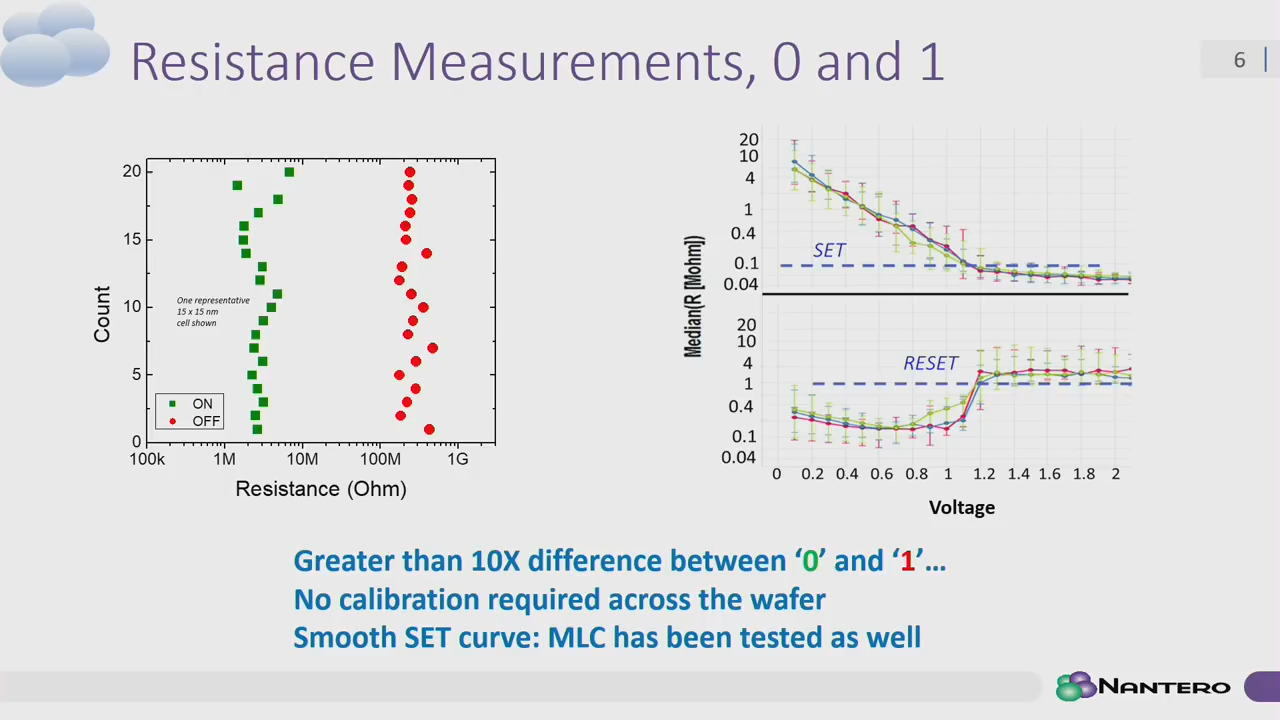 Resistance Measurements, 0 and 1
6
20
15
10
5
0
Count
One representative
15 x 15 nm
cell shown
ON
OFF
100k 1M 10M 100M 1G
Resistance (Ohm)
Median(R [Mohm])
20
10
4
1
0.4
0.1
0.04
SET
20
10
4
1
0.4
0.1
0.04
RESET
0 0.2 0.4 0.6 0.8 1 1.2 1.4 1.6 1.8 2
Voltage
Greater than 10X difference between ‘0’ and ‘1’…
No calibration required across the wafer
Smooth SET curve: MLC has been tested as well
NANTERO